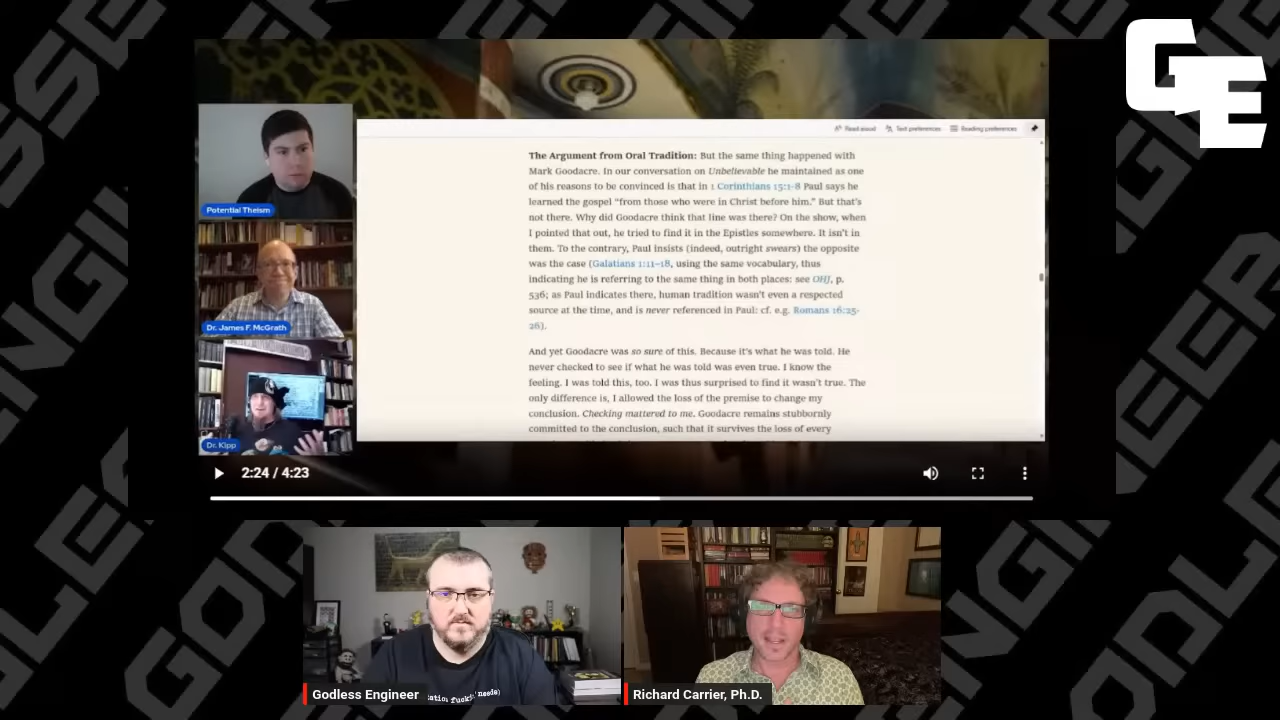 GE
Read aloud Text preferences Reading preferences
The Argument from Oral Tradition: But the same thing happened with
Mark Goodacre. In our conversation on Unbelievable he maintained as one
of his reasons to be convinced is that in 1 Corinthians 15:1-8 Paul says he
learned the gospel “from those who were in Christ before him.” But that’s
not there. Why did Goodacre think that line was there? On the show, when
I pointed that out, he tried to find it in the Epistles somewhere. It isn’t in
them. To the contrary, Paul insists (indeed, outright swears) the opposite
was the case (Galatians 1:11–18, using the same vocabulary, thus
indicating he is referring to the same thing in both places: see OHJ, p.
536; as Paul indicates there, human tradition wasn’t even a respected
source at the time, and is never referenced in Paul: cf. e.g. Romans 16:25-
26).
And yet Goodacre was so sure of this. Because it’s what he was told. He
never checked to see if what he was told was even true. I know the
feeling. I was told this, too. I was thus surprised to find it wasn’t true. The
only difference is, I allowed the loss of the premise to change my
conclusion. Checking mattered to me. Goodacre remains stubbornly
committed to the conclusion, such that it survives the loss of every
Potential Theism
Dr. James F. McGrath
Dr. Kipp
2:24 / 4:23
Godless Engineer
Richard Carrier, Ph.D.